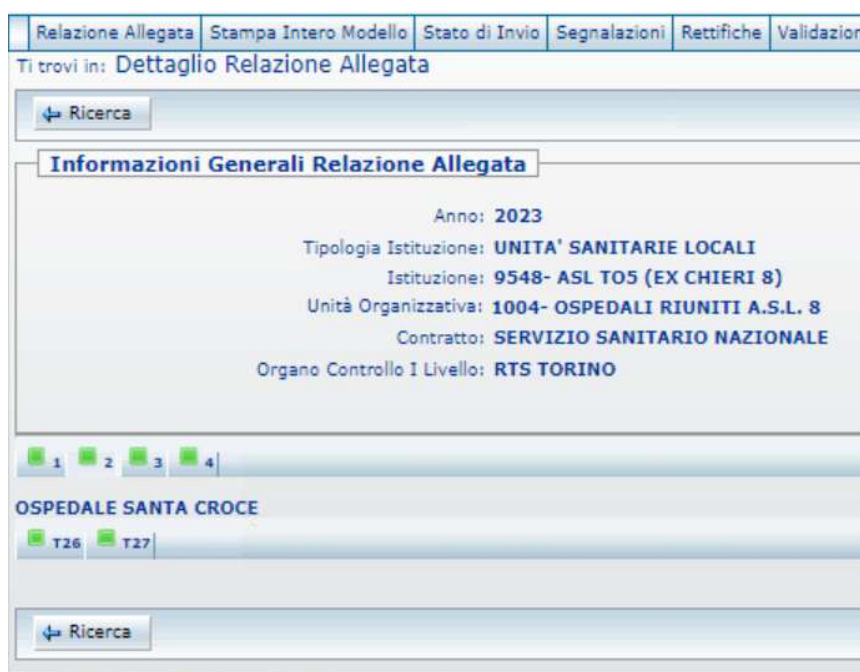 Relazione Allegata Stampa Intero Modello Stato di Invio Segnalazioni Rettifiche Validazion
Ti trovi in: Dettaglio Relazione Allegata
Ricerca
Informazioni Generali Relazione Allegata
Anno: 2023
Tipologia Istituzione: UNITA' SANITARIE LOCALI
Istituzione: 9548- ASL TO5 (EX CHIERI 8)
Unità Organizzativa: 1004- OSPEDALI RIUNITI A.S.L. 8
Contratto: SERVIZIO SANITARIO NAZIONALE
Organo Controllo I Livello: RTS TORINO
1 2 3 4
OSPEDALE SANTA CROCE
T26 T27
Ricerca